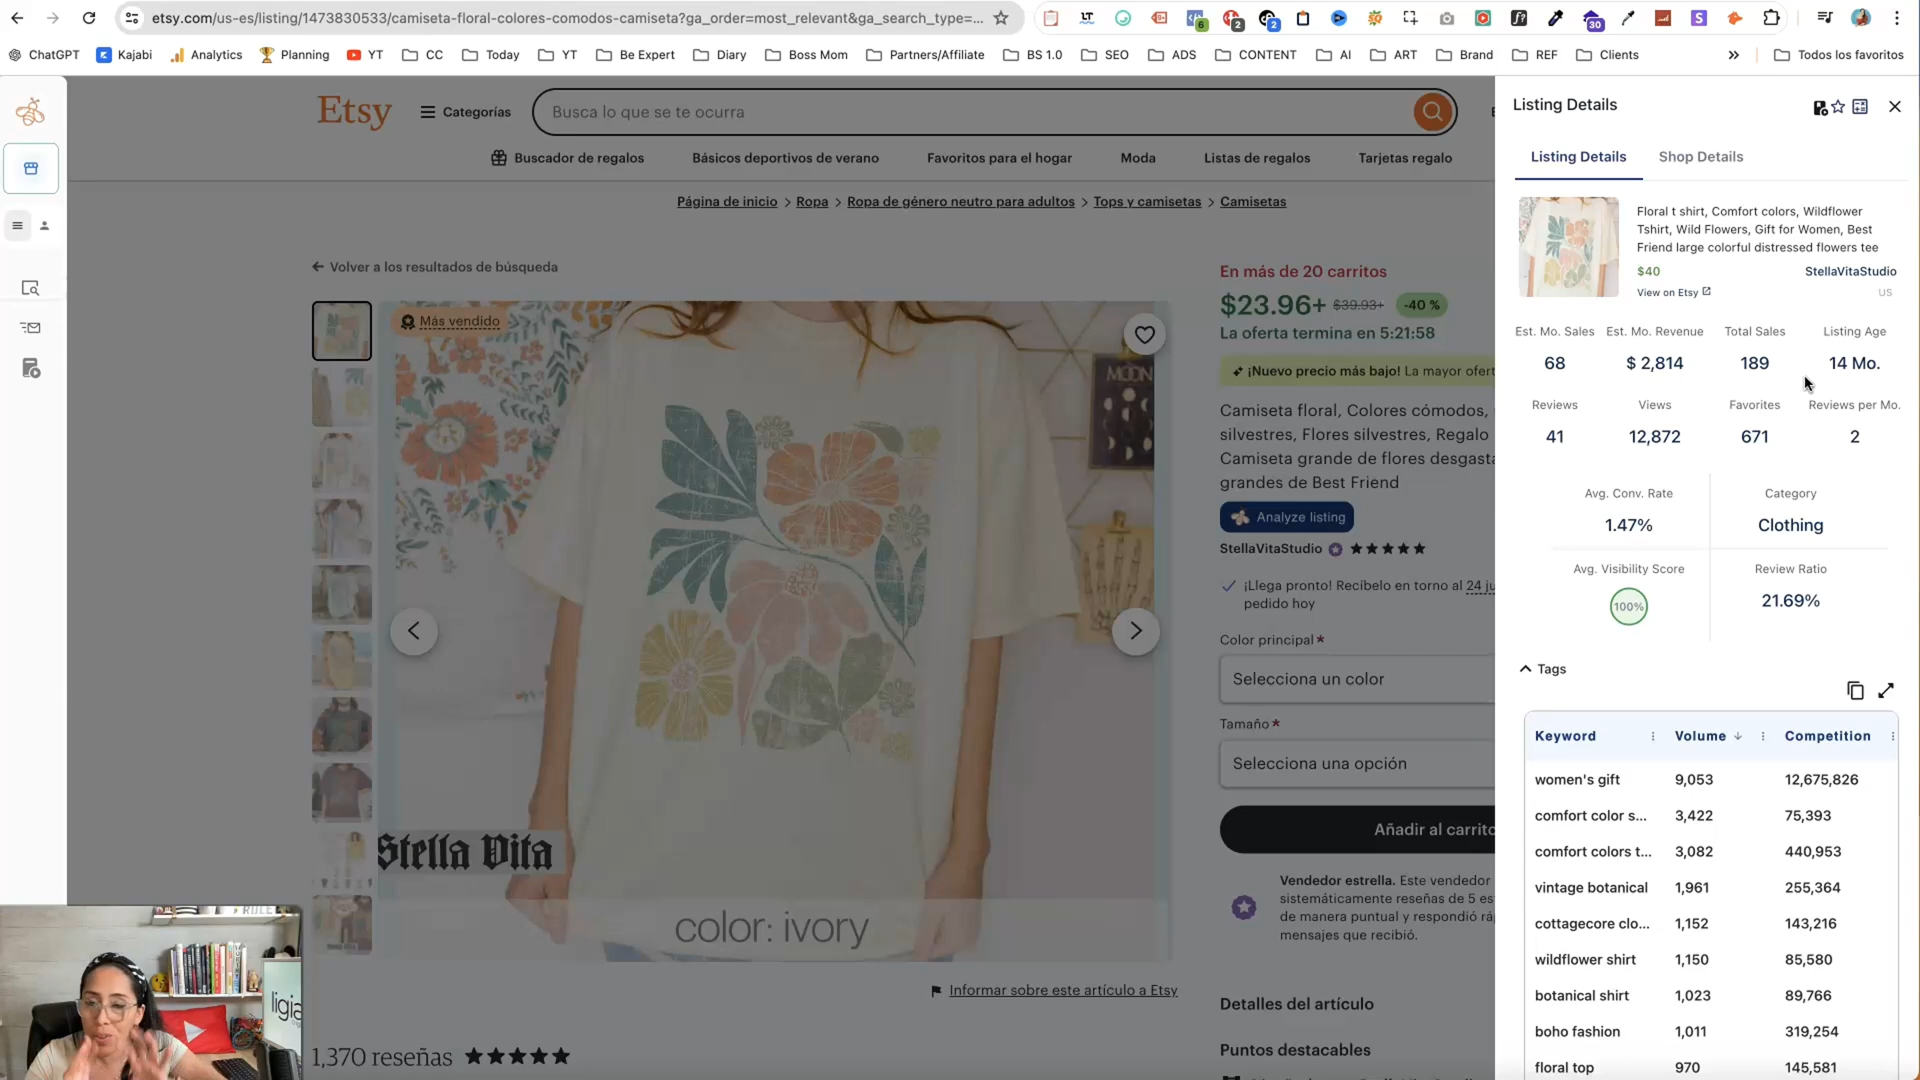 etsy.com/us-es/listing/1473830533/camiseta-floral-colores-comodos-camiseta?ga_order=most_relevant&ga_search_type=...
6
2
2
30
ChatGPT
Kajabi
Analytics
Planning
YT
CC
Today
YT
Be Expert
Diary
Boss Mom
Partners/Affiliate
BS 1.0
SEO
ADS
CONTENT
AI
ART
Brand
REF
Clients
Todos los favoritos
Etsy
Categorías
Busca lo que se te ocurra
Buscador de regalos
Básicos deportivos de verano
Favoritos para el hogar
Moda
Listas de regalos
Tarjetas regalo
Página de inicio > Ropa > Ropa de género neutro para adultos > Tops y camisetas > Camisetas
Volver a los resultados de búsqueda
Más vendido
MOON
Stella Vita
color: ivory
Informar sobre este artículo a Etsy
1,370 reseñas
En más de 20 carritos
$23.96+ $39.93+ -40 %
La oferta termina en 5:21:58
¡Nuevo precio más bajo! La mayor ofert
Camiseta floral, Colores cómodos,
silvestres, Flores silvestres, Regalo
Camiseta grande de flores desgasta
grandes de Best Friend
Analyze listing
StellaVitaStudio
¡Llega pronto! Recíbelo en torno al 24 ju
pedido hoy
Color principal*
Selecciona un color
Tamaño*
Selecciona una opción
Añadir al carrito
Vendedor estrella. Este vendedor
sistemáticamente reseñas de 5 es
de manera puntual y respondió rá
mensajes que recibió.
Detalles del artículo
Puntos destacables
Listing Details
Listing Details
Shop Details
Floral t shirt, Comfort colors, Wildflower
Tshirt, Wild Flowers, Gift for Women, Best
Friend large colorful distressed flowers tee
$40
StellaVitaStudio
View on Etsy
US
Est. Mo. Sales
Est. Mo. Revenue
Total Sales
Listing Age
68
$ 2,814
189
14 Mo.
Reviews
Views
Favorites
Reviews per Mo.
41
12,872
671
2
Avg. Conv. Rate
Category
1.47%
Clothing
Avg. Visibility Score
Review Ratio
100%
21.69%
Tags
Keyword
Volume
Competition
women's gift 9,053 12,675,826
comfort color s... 3,422 75,393
comfort colors t... 3,082 440,953
vintage botanical 1,961 255,364
cottagecore clo... 1,152 143,216
wildflower shirt 1,150 85,580
botanical shirt 1,023 89,766
boho fashion 1,011 319,254
floral top 970 145,581
ligia